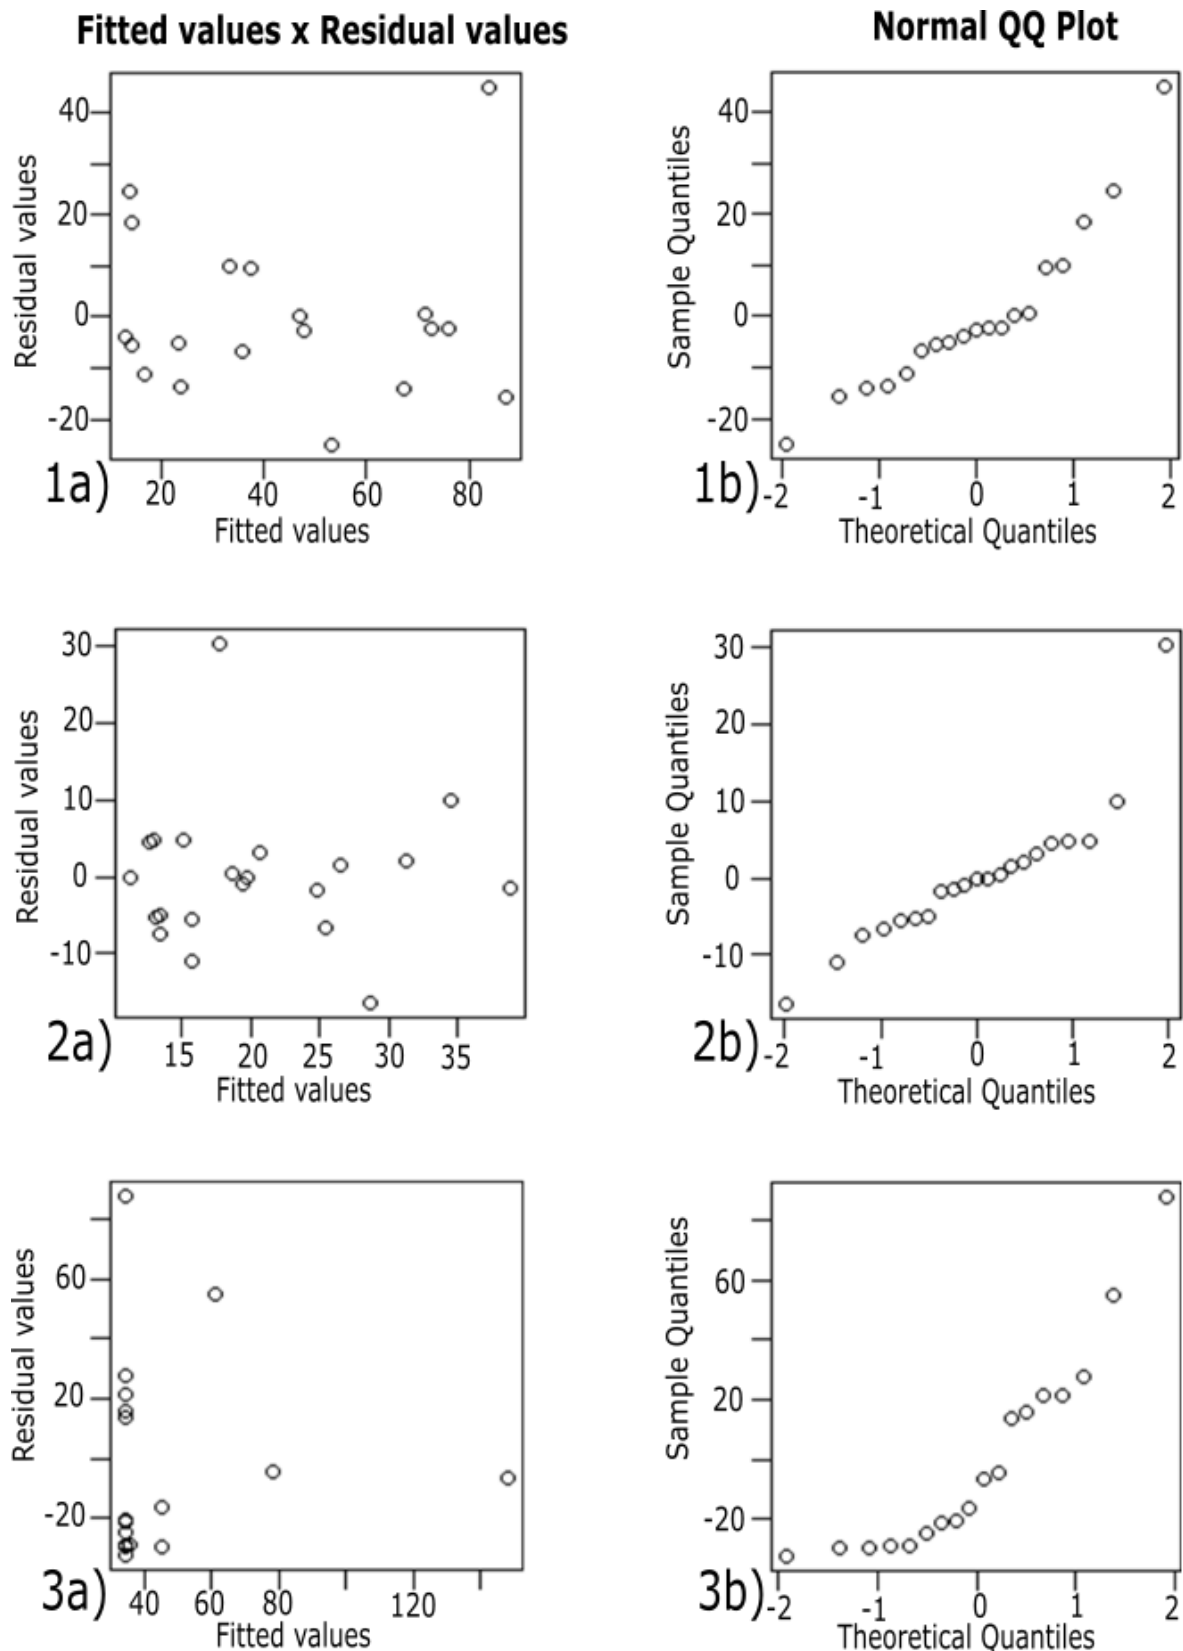 Fitted values x Residual values
Normal QQ Plot
Residual values
40
20
0
-20
1a)
20
40
60
80
Fitted values
Sample Quantiles
40
20
0
-20
1b)
-2
-1
0
1
2
Theoretical Quantiles
Residual values
30
20
10
0
-10
2a)
15
20
25
30
35
Fitted values
Sample Quantiles
30
20
10
0
-10
2b)
-2
-1
0
1
2
Theoretical Quantiles
Residual values
60
20
-20
3a)
40
60
80
120
Fitted values
Sample Quantiles
60
20
-20
3b)
-2
-1
0
1
2
Theoretical Quantiles